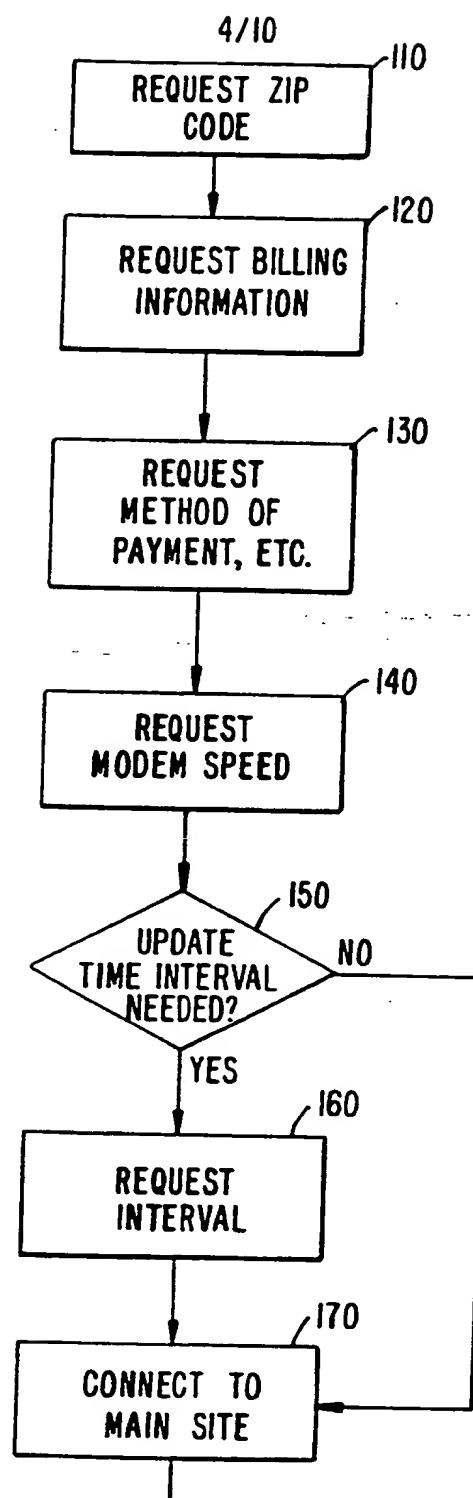 4/10
110
REQUEST ZIP
CODE
120
REQUEST BILLING
INFORMATION
130
REQUEST
METHOD OF
PAYMENT, ETC.
140
REQUEST
MODEM SPEED
150
UPDATE
TIME INTERVAL
NEEDED?
NO
YES
160
REQUEST
INTERVAL
170
CONNECT TO
MAIN SITE